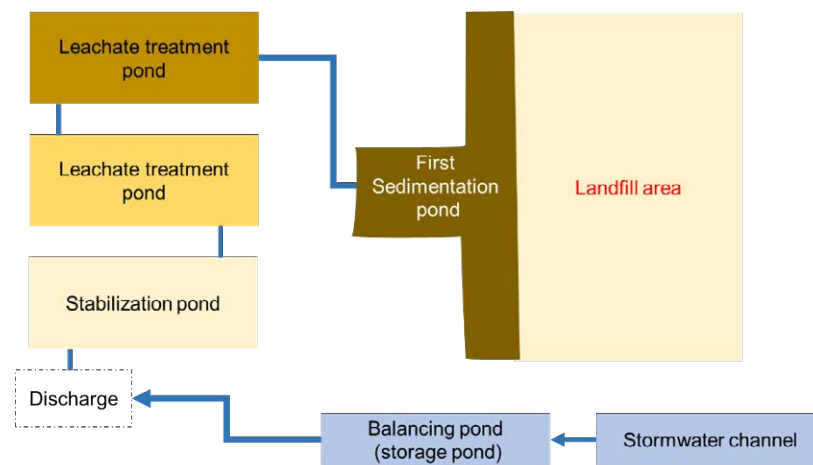 Leachate treatment
pond
Leachate treatment
pond
Stabilization pond
Discharge
First
Sedimentation
pond
Landfill area
Balancing pond
(storage pond)
Stormwater channel